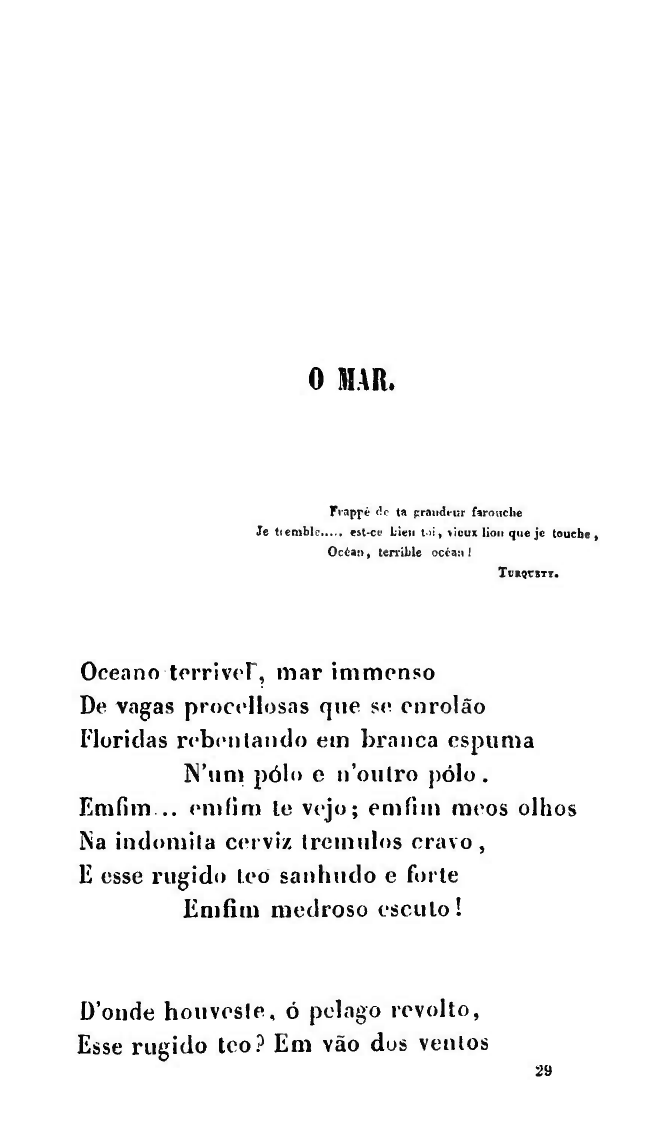 O MAR.
Frappé de ta grandeur farouche
Je tremble....., est-ce bien toi, vieux lion que je touche,
Océan, terrible océan!
TURQUETY.
Oceano terrivel, mar immenso
De vagas procellosas que se enrolão
Floridas rebentando em branca espuma
N'um pólo e n'outro pólo.
Emfim... emfim te vejo; emfim meos olhos
Na indomita cerviz tremulos cravo,
E esse rugido teo sanhudo e forte
Emfim medroso escuto!
D'onde houveste, ó pelago revolto,
Esse rugido teo? Em vão dos ventos
29